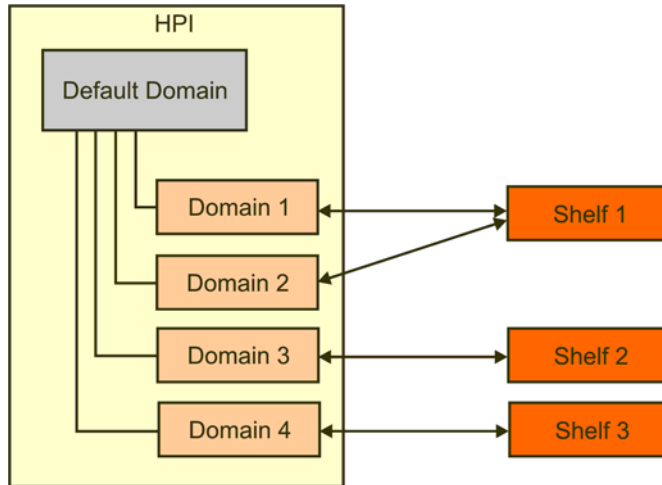 HPI
Default Domain
Domain 1
Shelf 1
Domain 2
Domain 3
Shelf 2
Domain 4
Shelf 3